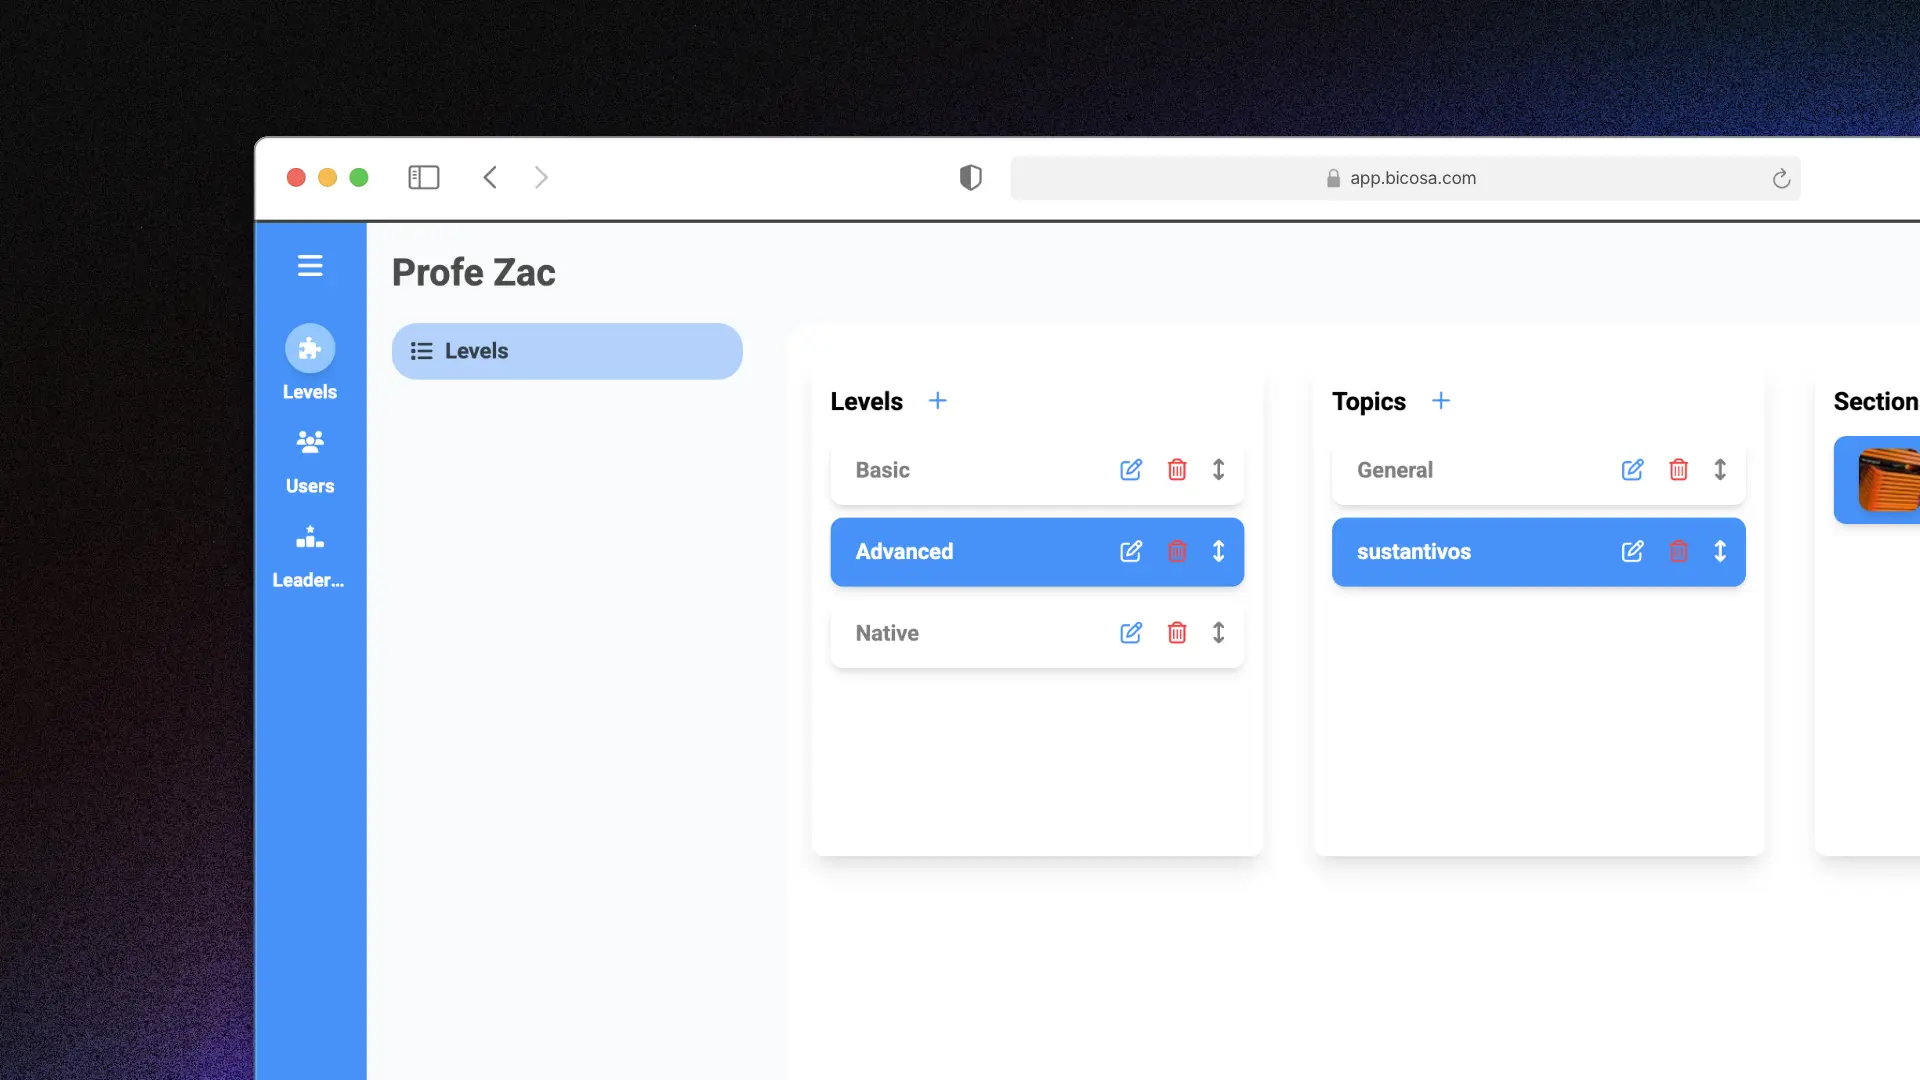 app.bicosa.com
Profe Zac
Levels
Users
Leader...
Levels
Levels
Basic
Advanced
Native
Topics
General
sustantivos
Section